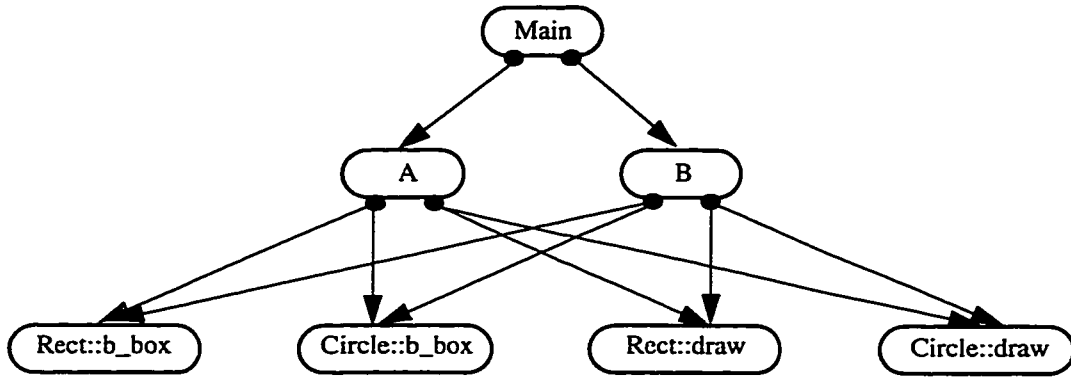 Main
A
B
Rect::b_box
Circle::b_box
Rect::draw
Circle::draw